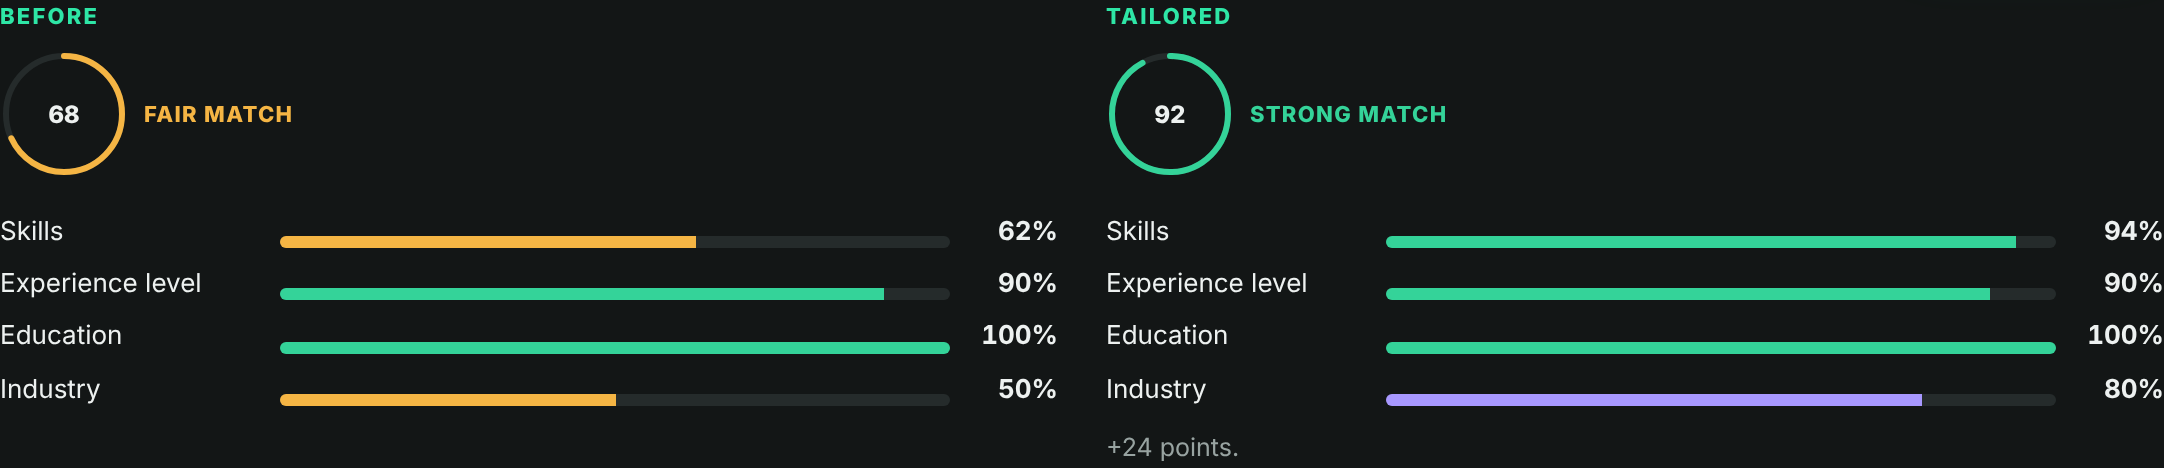 BEFORE
68
FAIR MATCH
Skills 62%
Experience level 90%
Education 100%
Industry 50%
TAILORED
92
STRONG MATCH
Skills 94%
Experience level 90%
Education 100%
Industry 80%
+24 points.